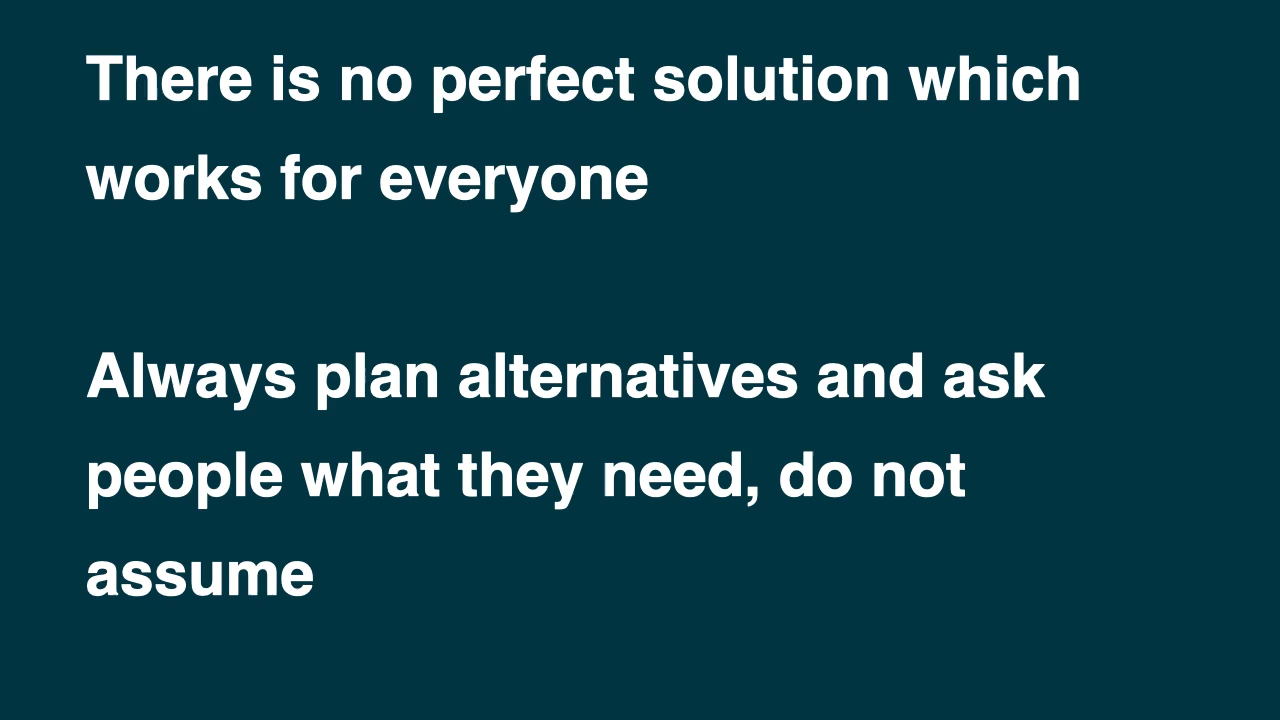 There is no perfect solution which
works for everyone
Always plan alternatives and ask
people what they need, do not
assume